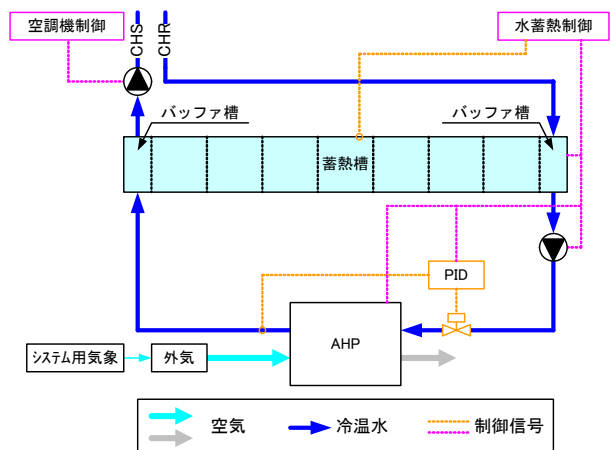 空調機制御
CHS
CHR
水蓄熱制御
バッファ槽
バッファ槽
蓄熱槽
PID
AHP
システム用気象
外気
空気
冷温水
制御信号